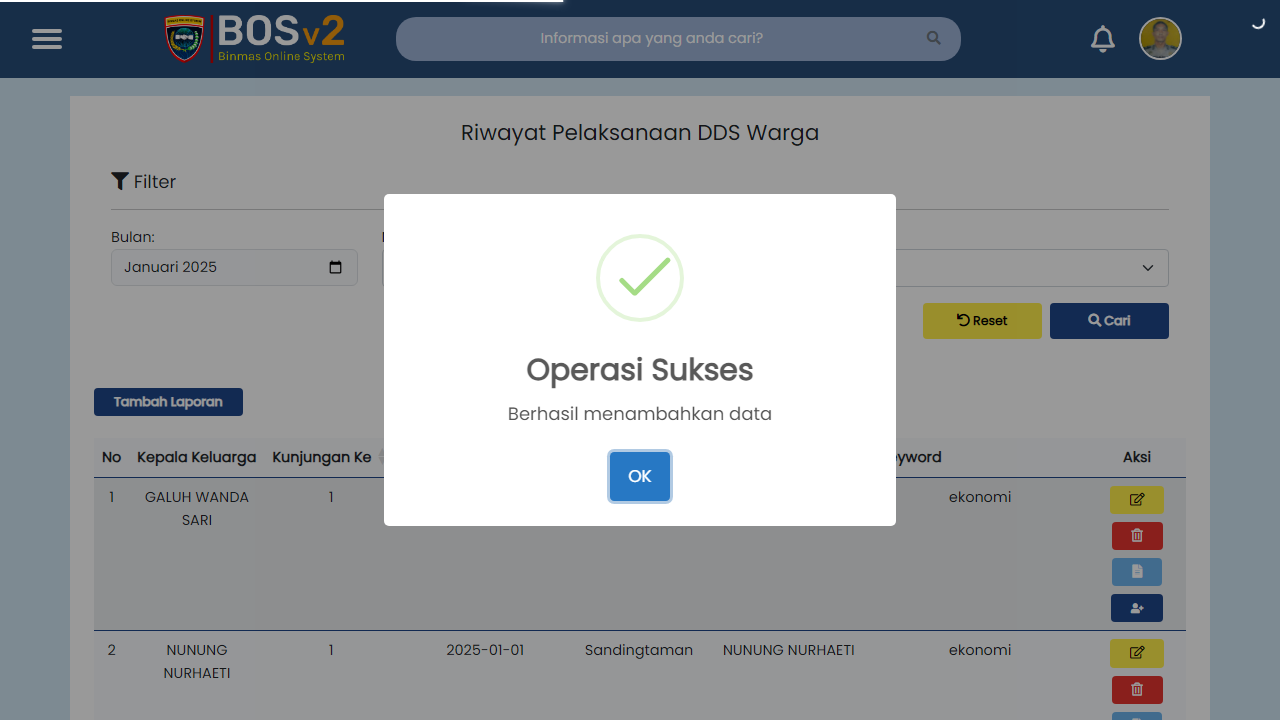 BOSv2
Binmas Online System
Informasi apa yang anda cari?
Riwayat Pelaksanaan DDS Warga
Filter
Bulan:
Januari 2025
Reset
Cari
Operasi Sukses
Berhasil menambahkan data
OK
Tambah Laporan
No Kepala Keluarga Kunjungan Ke Aksi
1 GALUH WANDA SARI 1 ekonomi
2 NUNUNG NURHAETI 1 2025-01-01 Sandingtaman NUNUNG NURHAETI ekonomi